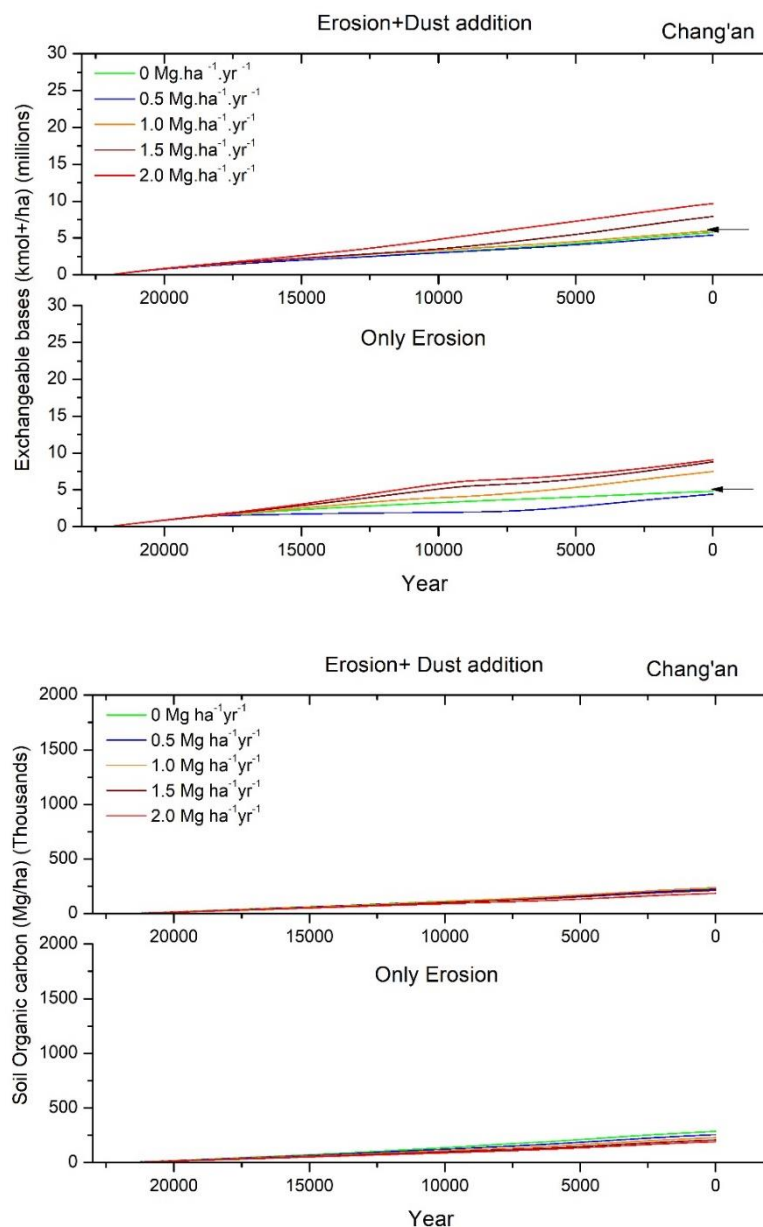 Erosion+Dust addition
Chang'an
Exchangeable bases (kmol+/ha) (millions)
30
25
20
15
10
5
0
0 Mg.ha⁻¹.yr⁻¹
0.5 Mg.ha⁻¹.yr⁻¹
1.0 Mg.ha⁻¹.yr⁻¹
1.5 Mg.ha⁻¹.yr⁻¹
2.0 Mg.ha⁻¹.yr⁻¹
20000 15000 10000 5000 0
Only Erosion
30
25
20
15
10
5
0
20000 15000 10000 5000 0
Year
Erosion+ Dust addition
Chang'an
Soil Organic carbon (Mg/ha) (Thousands)
2000
1500
1000
500
0
0 Mg ha⁻¹yr⁻¹
0.5 Mg ha⁻¹yr⁻¹
1.0 Mg ha⁻¹yr⁻¹
1.5 Mg ha⁻¹yr⁻¹
2.0 Mg ha⁻¹yr⁻¹
20000 15000 10000 5000 0
Only Erosion
2000
1500
1000
500
0
20000 15000 10000 5000 0
Year